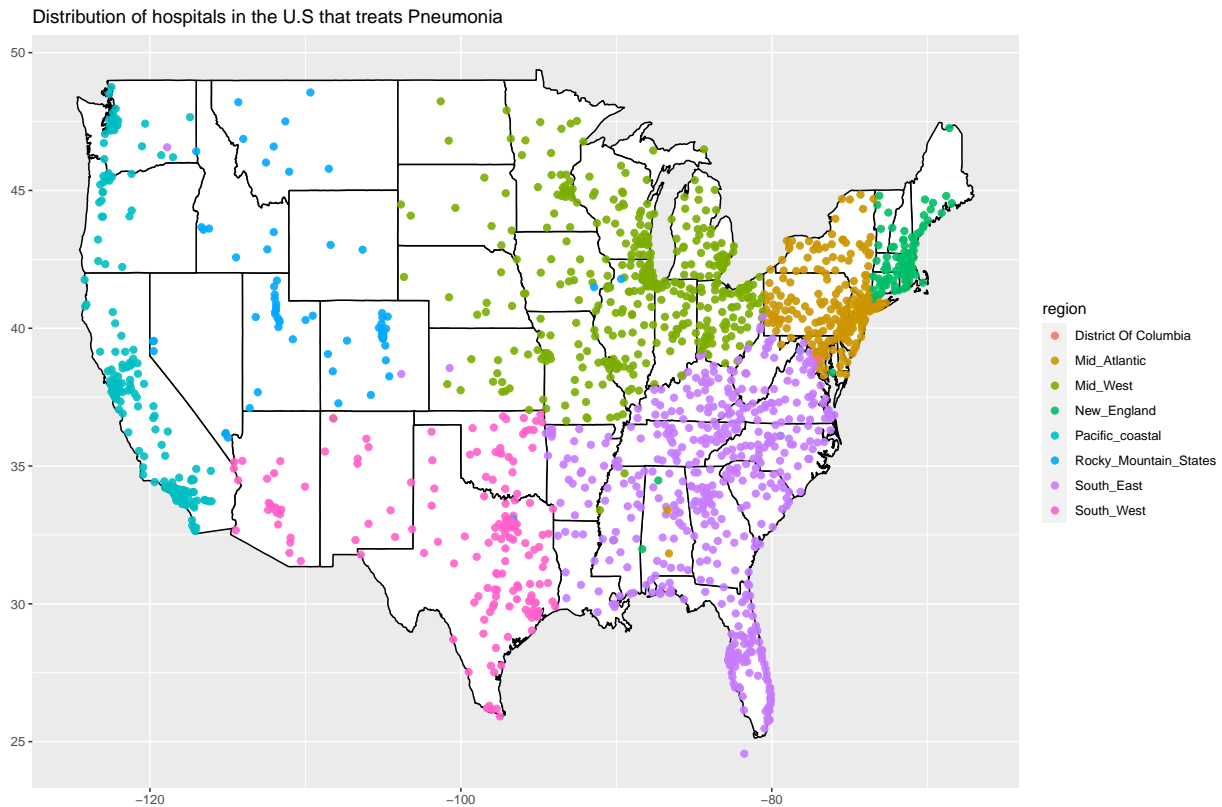 Distribution of hospitals in the U.S that treats Pneumonia
50
45
40
35
30
25
−120
−100
−80
region
District Of Columbia
Mid_Atlantic
Mid_West
New_England
Pacific_coastal
Rocky_Mountain_States
South_East
South_West